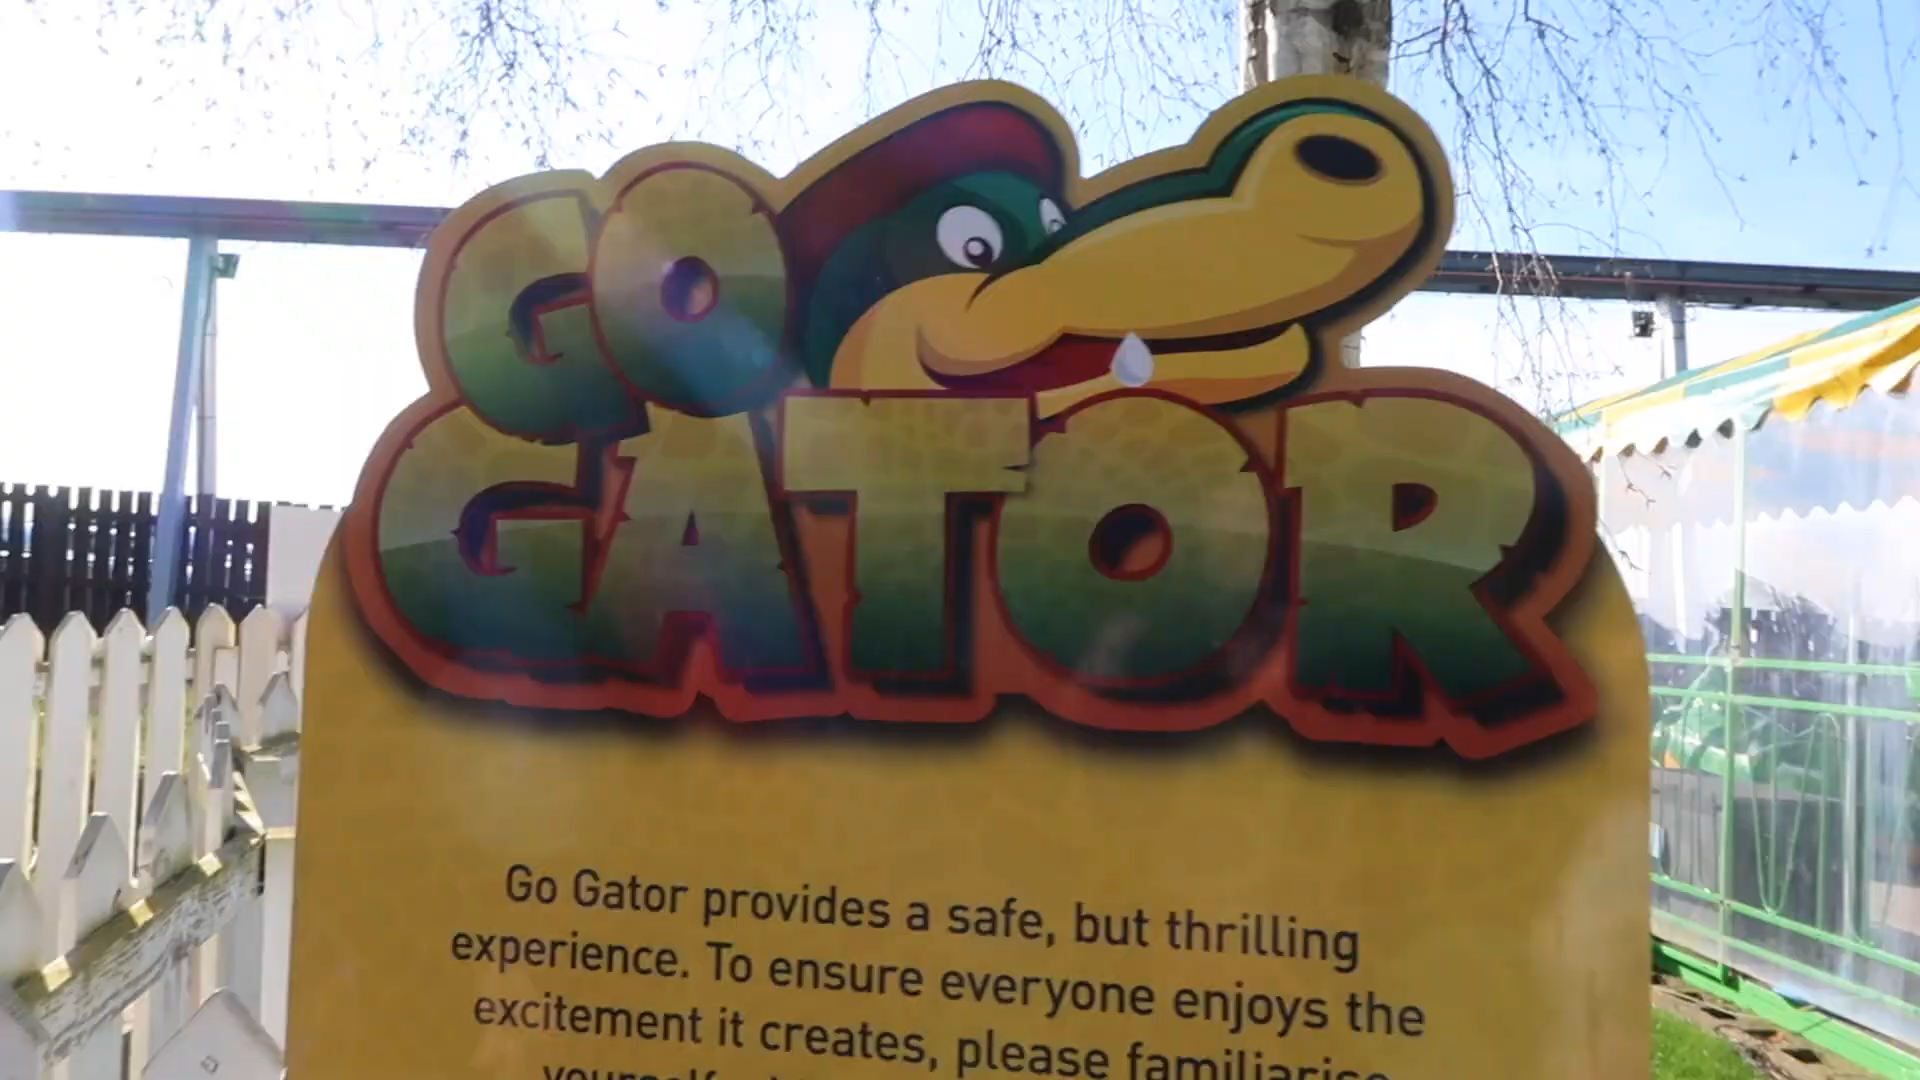 GO
GATOR
Go Gator provides a safe, but thrilling
experience. To ensure everyone enjoys the
excitement it creates, please familiarise
yourself